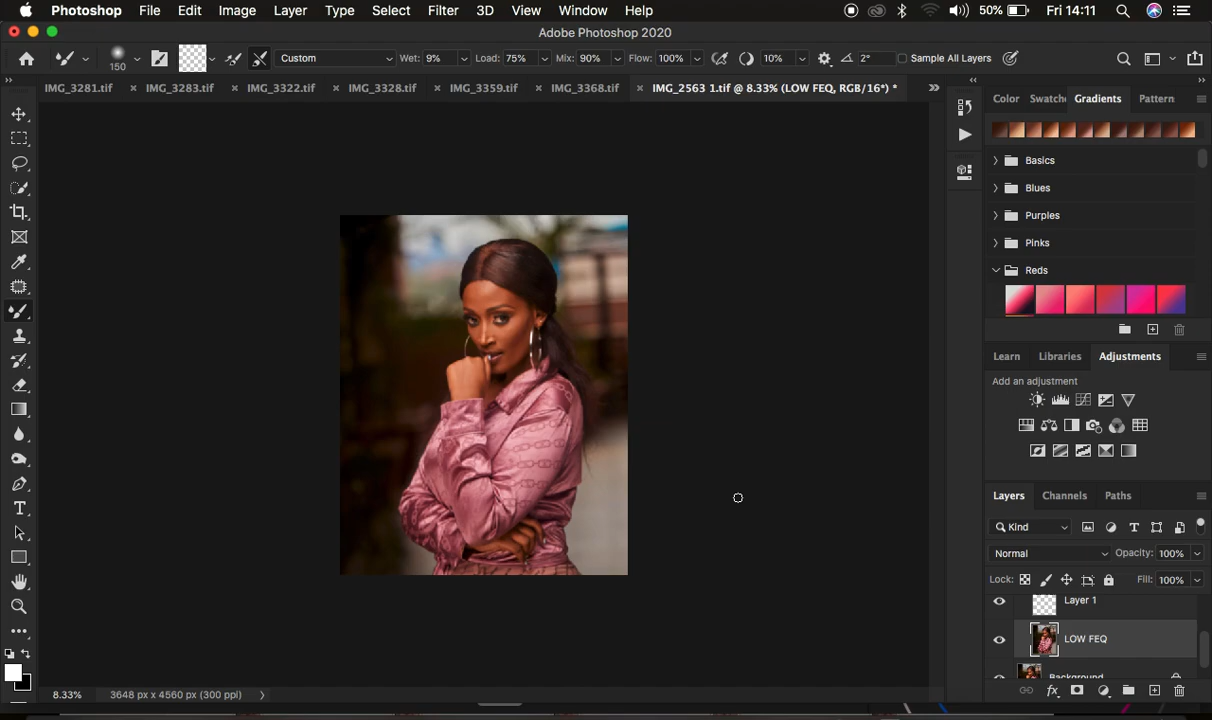 Photoshop File Edit Image Layer Type Select Filter 3D View Window Help 50% Fri 14:11
Adobe Photoshop 2020
150 Custom Wet: 9% Load: 75% Mix: 90% Flow: 100% 10% 2° Sample All Layers
IMG_3281.tif × IMG_3283.tif × IMG_3322.tif × IMG_3328.tif × IMG_3359.tif × IMG_3368.tif × IMG_2563 1.tif @ 8.33% (LOW FEQ, RGB/16*) *
Color Swatche Gradients Pattern
Basics
Blues
Purples
Pinks
Reds
Learn Libraries Adjustments
Add an adjustment
Layers Channels Paths
Kind
Normal Opacity: 100%
Lock: Fill: 100%
Layer 1
LOW FEQ
Background
8.33% 3648 px x 4560 px (300 ppi)